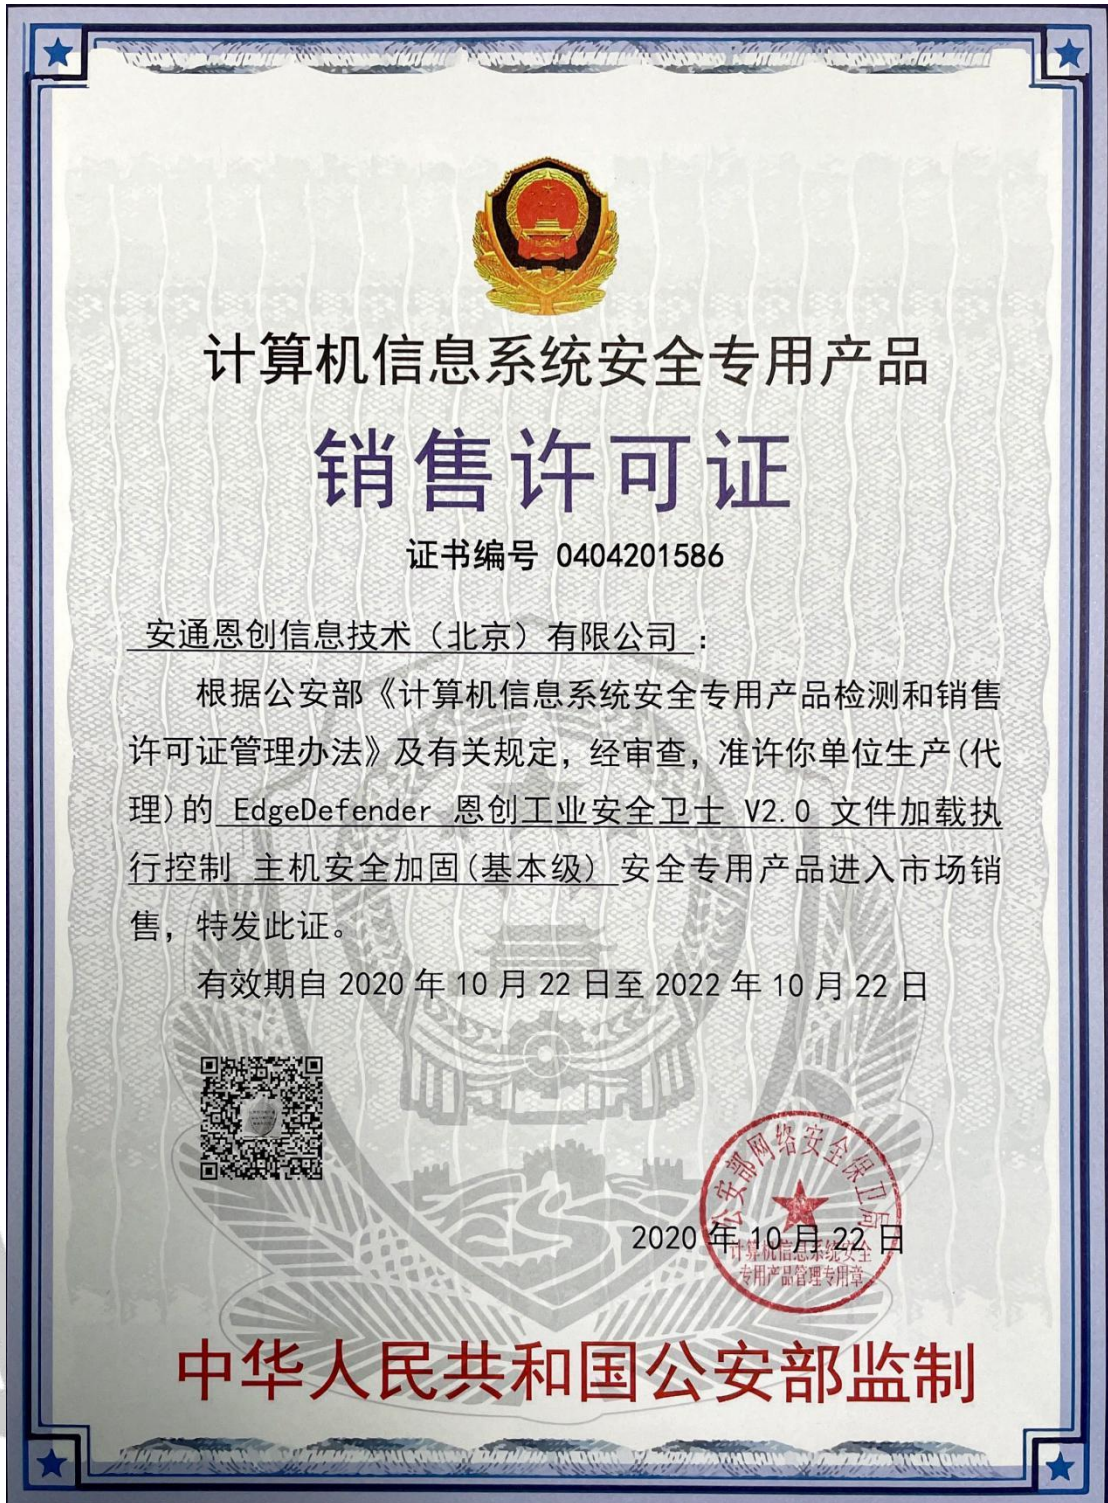 计算机信息系统安全专用产品
销售许可证
证书编号 0404201586
安通恩创信息技术（北京）有限公司：
根据公安部《计算机信息系统安全专用产品检测和销售
许可证管理办法》及有关规定，经审查，准许你单位生产(代
理)的 EdgeDefender 恩创工业安全卫士 V2.0 文件加载执
行控制 主机安全加固(基本级) 安全专用产品进入市场销
售，特发此证。
有效期自 2020 年 10 月 22 日至 2022 年 10 月 22 日
公安部网络安全保卫局
2020 年 10 月 22 日
计算机信息系统安全
专用产品管理专用章
中华人民共和国公安部监制